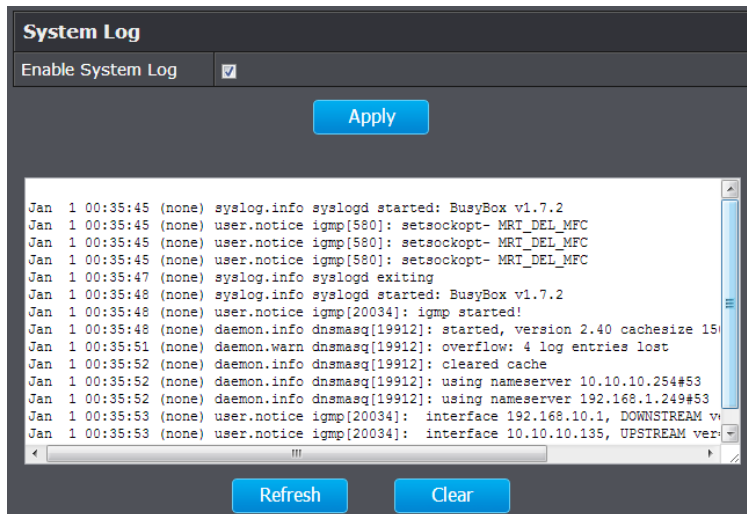 System Log
Enable System Log
Apply
Jan  1 00:35:45 (none) syslog.info syslogd started: BusyBox v1.7.2
Jan  1 00:35:45 (none) user.notice igmp[580]: setsockopt- MRT_DEL_MFC
Jan  1 00:35:45 (none) user.notice igmp[580]: setsockopt- MRT_DEL_MFC
Jan  1 00:35:45 (none) user.notice igmp[580]: setsockopt- MRT_DEL_MFC
Jan  1 00:35:47 (none) syslog.info syslogd exiting
Jan  1 00:35:48 (none) syslog.info syslogd started: BusyBox v1.7.2
Jan  1 00:35:48 (none) user.notice igmp[20034]: igmp started!
Jan  1 00:35:48 (none) daemon.info dnsmasq[19912]: started, version 2.40 cachesize 15
Jan  1 00:35:51 (none) daemon.warn dnsmasq[19912]: overflow: 4 log entries lost
Jan  1 00:35:52 (none) daemon.info dnsmasq[19912]: cleared cache
Jan  1 00:35:52 (none) daemon.info dnsmasq[19912]: using nameserver 10.10.10.254#53
Jan  1 00:35:52 (none) daemon.info dnsmasq[19912]: using nameserver 192.168.1.249#53
Jan  1 00:35:53 (none) user.notice igmp[20034]:  interface 192.168.10.1, DOWNSTREAM ve
Jan  1 00:35:53 (none) user.notice igmp[20034]:  interface 10.10.10.135, UPSTREAM ver
Refresh
Clear